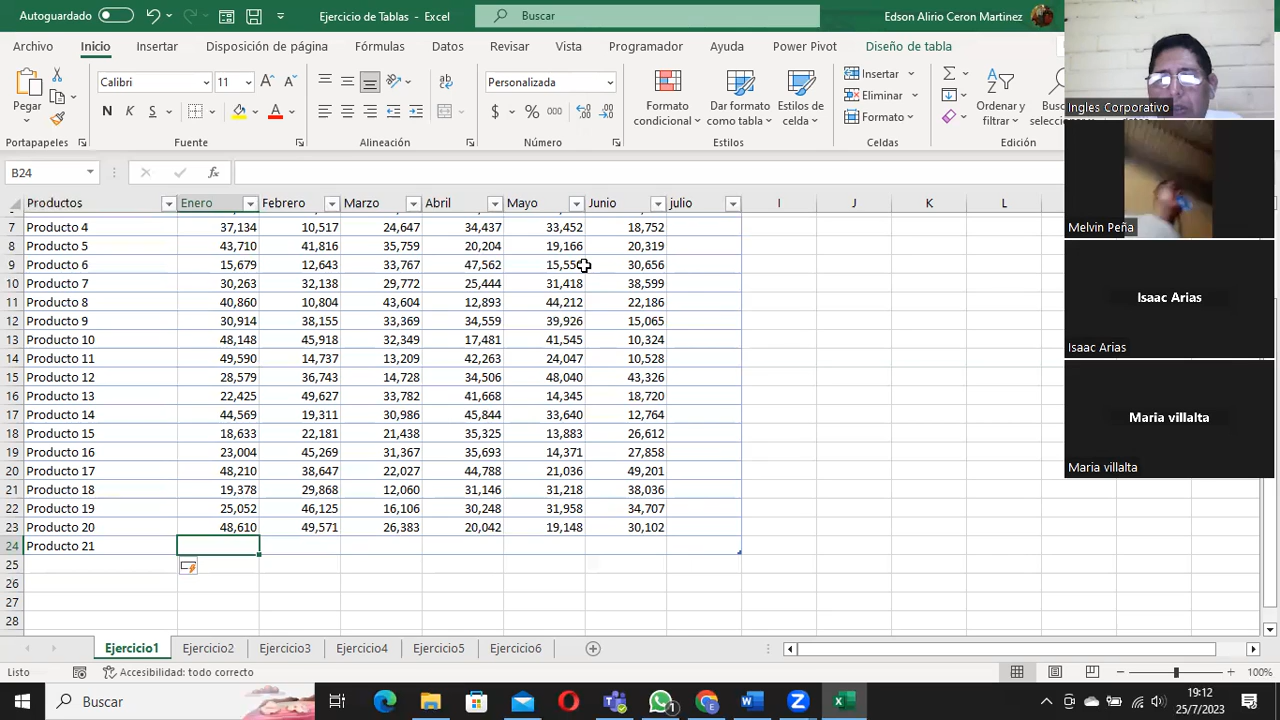 Autoguardado
Ejercicio de Tablas - Excel
Buscar
Edson Alirio Ceron Martinez
Archivo Inicio Insertar Disposición de página Fórmulas Datos Revisar Vista Programador Ayuda Power Pivot Diseño de tabla
Pegar
Calibri 11
N K S
Personalizada
$ % 000
Formato condicional
Dar formato como tabla
Estilos de celda
Insertar
Eliminar
Formato
Ordenar y filtrar
Portapapeles Fuente Alineación Número Estilos Celdas Edición
B24
fx
Productos Enero Febrero Marzo Abril Mayo Junio julio I J K L
7 Producto 4 37,134 10,517 24,647 34,437 33,452 18,752
8 Producto 5 43,710 41,816 35,759 20,204 19,166 20,319
9 Producto 6 15,679 12,643 33,767 47,562 30,656
10 Producto 7 30,263 32,138 29,772 25,444 31,418 38,599
11 Producto 8 40,860 10,804 43,604 12,893 44,212 22,186
12 Producto 9 30,914 38,155 33,369 34,559 39,926 15,065
13 Producto 10 48,148 45,918 32,349 17,481 41,545 10,324
14 Producto 11 49,590 14,737 13,209 42,263 24,047 10,528
15 Producto 12 28,579 36,743 14,728 34,506 48,040 43,326
16 Producto 13 22,425 49,627 33,782 41,668 14,345 18,720
17 Producto 14 44,569 19,311 30,986 45,844 33,640 12,764
18 Producto 15 18,633 22,181 21,438 35,325 13,883 26,612
19 Producto 16 23,004 45,269 31,367 35,693 14,371 27,858
20 Producto 17 48,210 38,647 22,027 44,788 21,036 49,201
21 Producto 18 19,378 29,868 12,060 31,146 31,218 38,036
22 Producto 19 25,052 46,125 16,106 30,248 31,958 34,707
23 Producto 20 48,610 49,571 26,383 20,042 19,148 30,102
24 Producto 21
25
26
27
28
Ejercicio1 Ejercicio2 Ejercicio3 Ejercicio4 Ejercicio5 Ejercicio6
Listo
Accesibilidad: todo correcto
100%
Buscar
19:12
25/7/2023
Ingles Corporativo
Melvin Peña
Isaac Arias
Isaac Arias
Maria villalta
Maria villalta